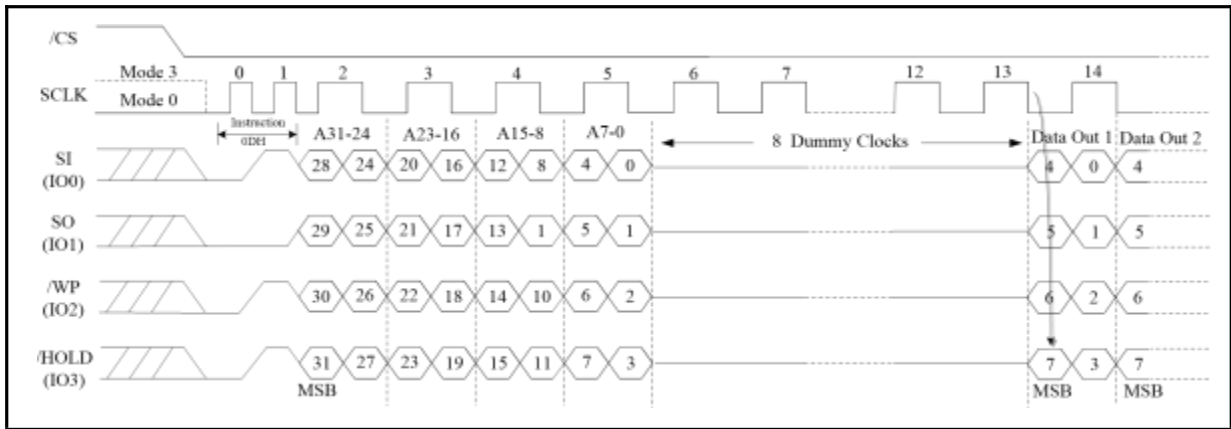 /CS
Mode 3 0 1 2 3 4 5 6 7 12 13 14
SCLK
Mode 0
Instruction
0DH A31-24 A23-16 A15-8 A7-0 8 Dummy Clocks Data Out 1 Data Out 2
SI
(IO0) 28 24 20 16 12 8 4 0 4 0 4
SO
(IO1) 29 25 21 17 13 1 5 1 5 1 5
/WP
(IO2) 30 26 22 18 14 10 6 2 6 2 6
/HOLD
(IO3) 31 27 23 19 15 11 7 3 7 3 7
MSB MSB MSB